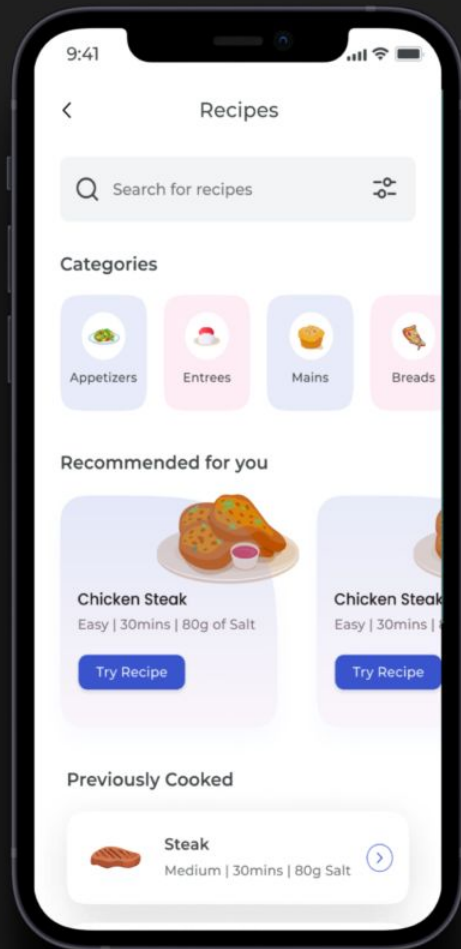 9:41
Recipes
Search for recipes
Categories
Appetizers Entrees Mains Breads
Recommended for you
Chicken Steak Chicken Steak
Easy | 30mins | 80g of Salt Easy | 30mins |
Try Recipe Try Recipe
Previously Cooked
Steak
Medium | 30mins | 80g Salt